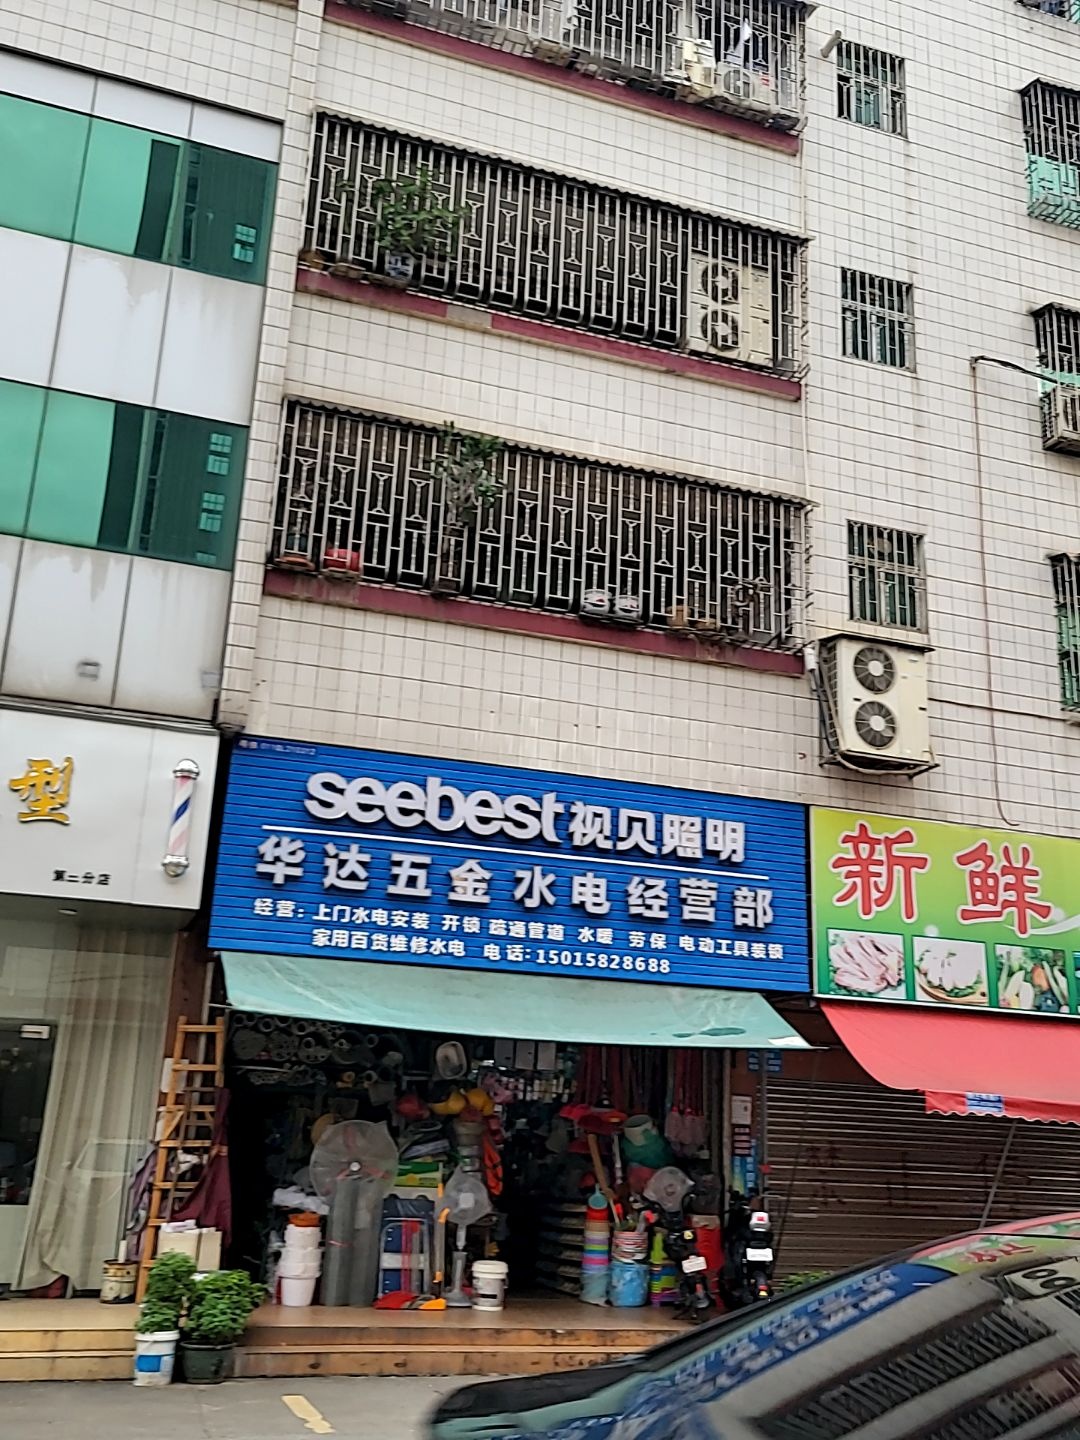 型
第二分店
seebest视贝照明
华达五金水电经营部
经营：上门水电安装 开锁 疏通管道 水暖 劳保 电动工具装锁
家用百货维修水电 电话：15015828688
新鲜